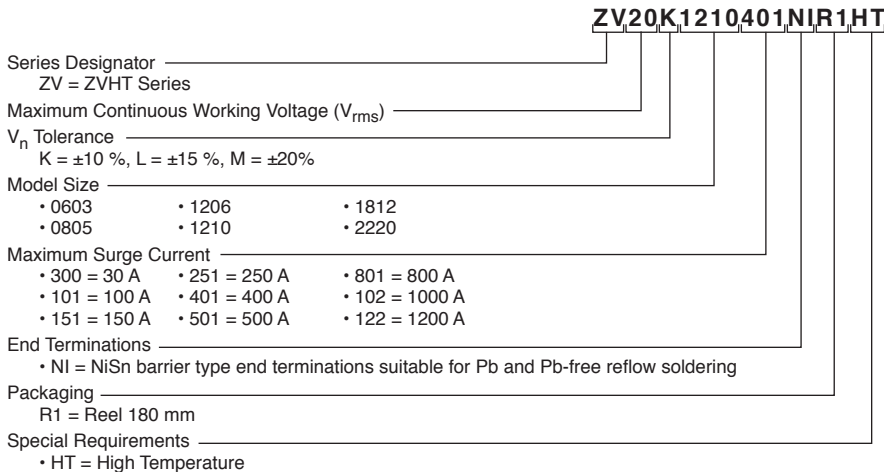 ZV20K1210401NIR1HT
Series Designator
ZV = ZVHT Series
Maximum Continuous Working Voltage (Vrms)
Vn Tolerance
K = ±10 %, L = ±15 %, M = ±20%
Model Size
• 0603 • 1206 • 1812
• 0805 • 1210 • 2220
Maximum Surge Current
• 300 = 30 A • 251 = 250 A • 801 = 800 A
• 101 = 100 A • 401 = 400 A • 102 = 1000 A
• 151 = 150 A • 501 = 500 A • 122 = 1200 A
End Terminations
• NI = NiSn barrier type end terminations suitable for Pb and Pb-free reflow soldering
Packaging
R1 = Reel 180 mm
Special Requirements
• HT = High Temperature